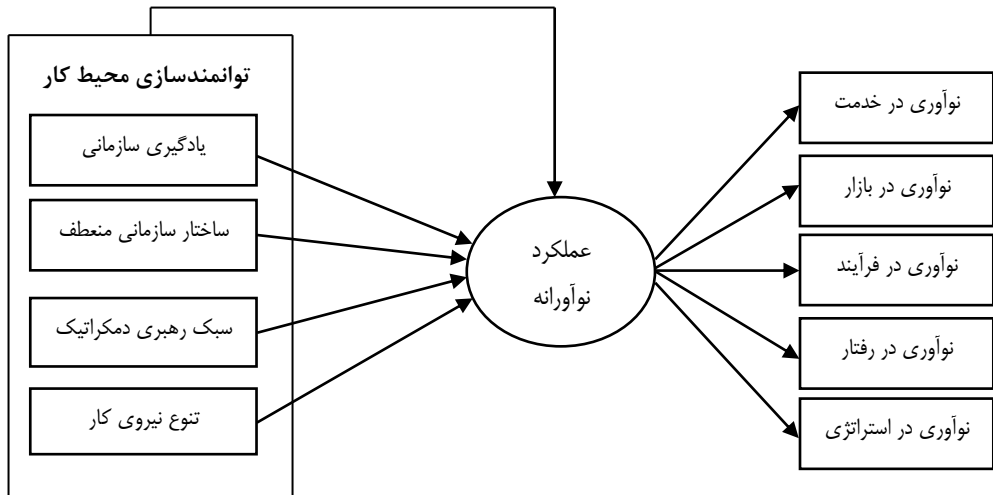 توانمندسازی محیط کار
یادگیری سازمانی
ساختار سازمانی منعطف
سبک رهبری دمکراتیک
تنوع نیروی کار
عملکرد
نوآورانه
نوآوری در خدمت
نوآوری در بازار
نوآوری در فرآیند
نوآوری در رفتار
نوآوری در استراتژی